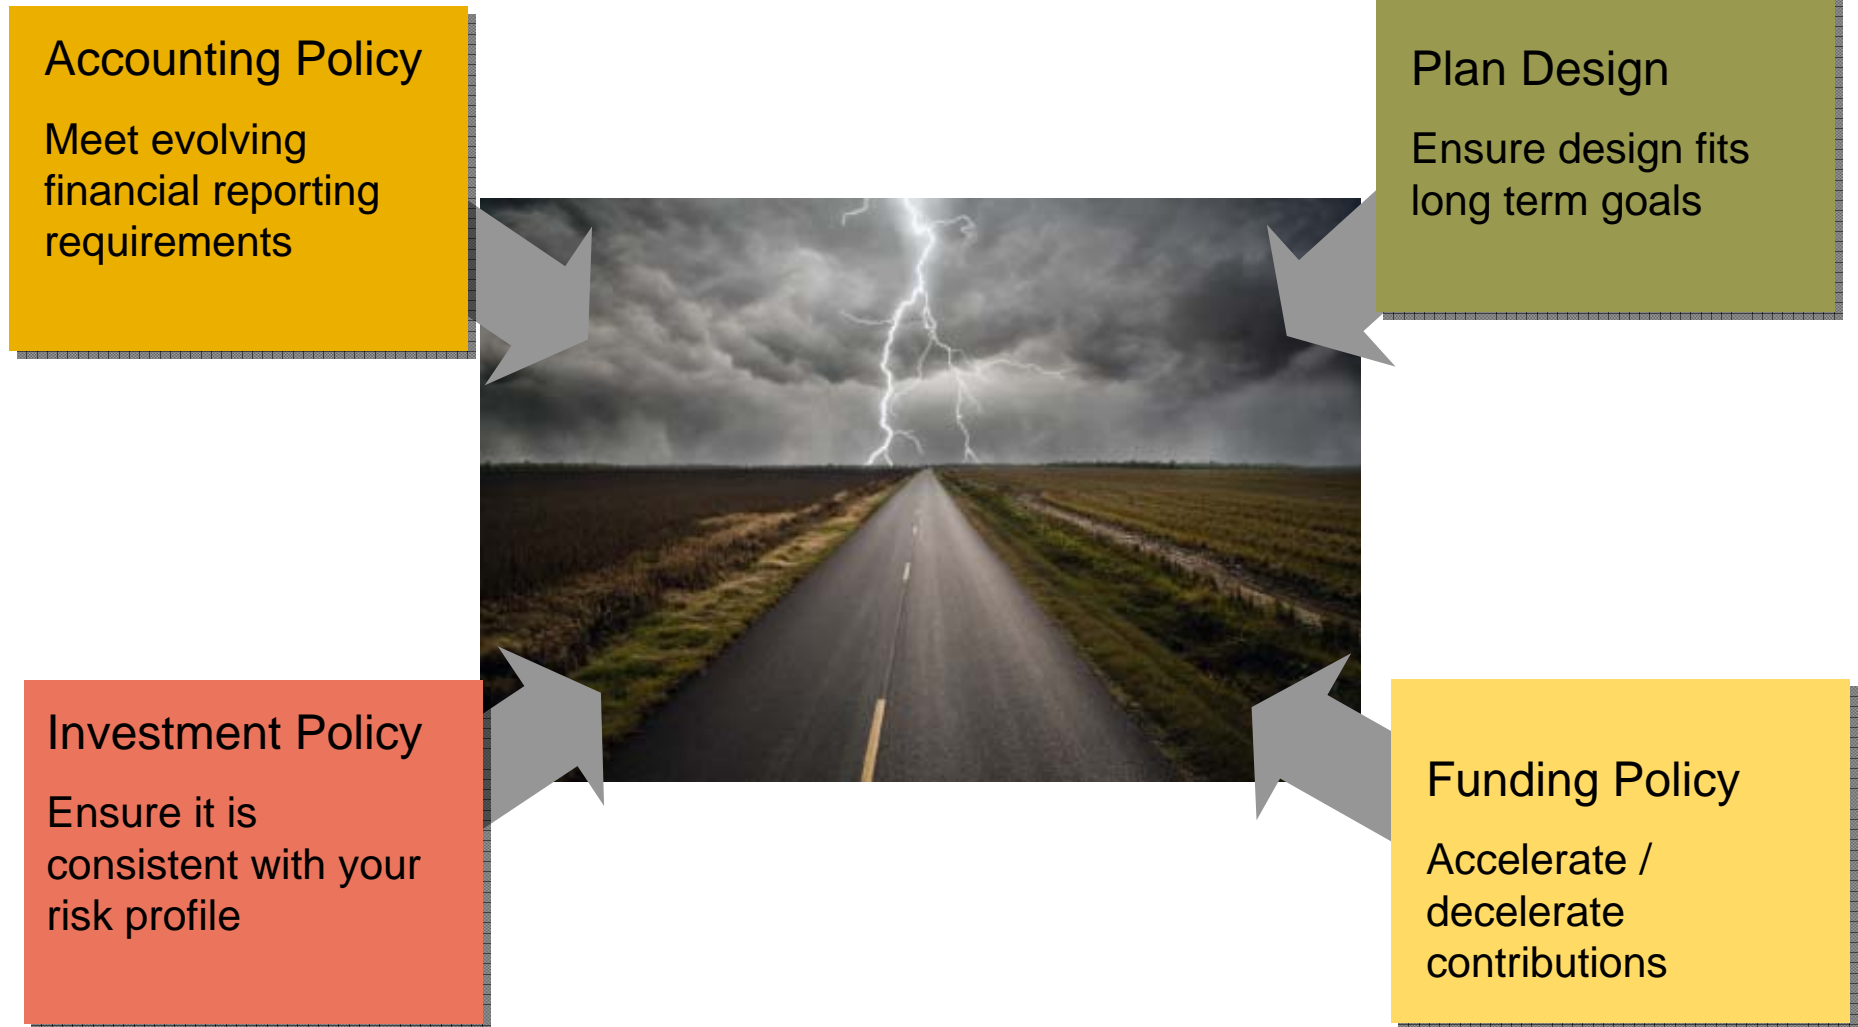 Accounting Policy
Meet evolving
financial reporting
requirements
Plan Design
Ensure design fits
long term goals
Investment Policy
Ensure it is
consistent with your
risk profile
Funding Policy
Accelerate /
decelerate
contributions